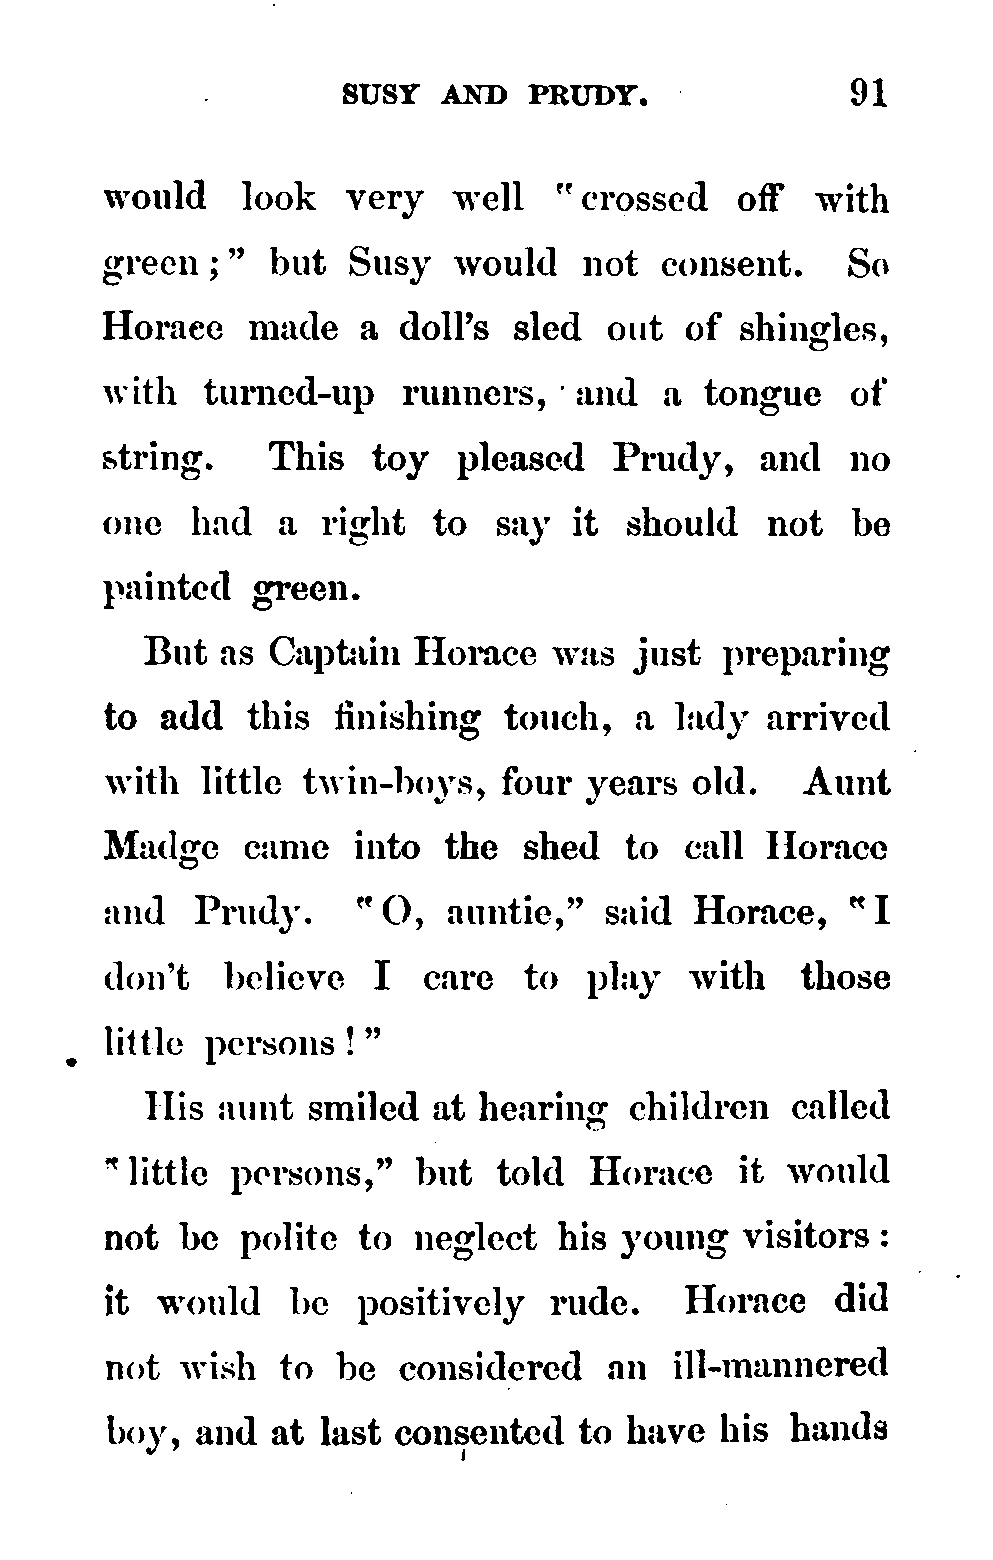 SUSY AND PRUDY. 91
would look very well "crossed off with
green;" but Susy would not consent. So
Horace made a doll's sled out of shingles,
with turned-up runners, and a tongue of
string. This toy pleased Prudy, and no
one had a right to say it should not be
painted green.
But as Captain Horace was just preparing
to add this finishing touch, a lady arrived
with little twin-boys, four years old. Aunt
Madge came into the shed to call Horace
and Prudy. "O, auntie," said Horace, "I
don't believe I care to play with those
little persons!"
His aunt smiled at hearing children called
"little persons," but told Horace it would
not be polite to neglect his young visitors:
it would be positively rude. Horace did
not wish to be considered an ill-mannered
boy, and at last consented to have his hands